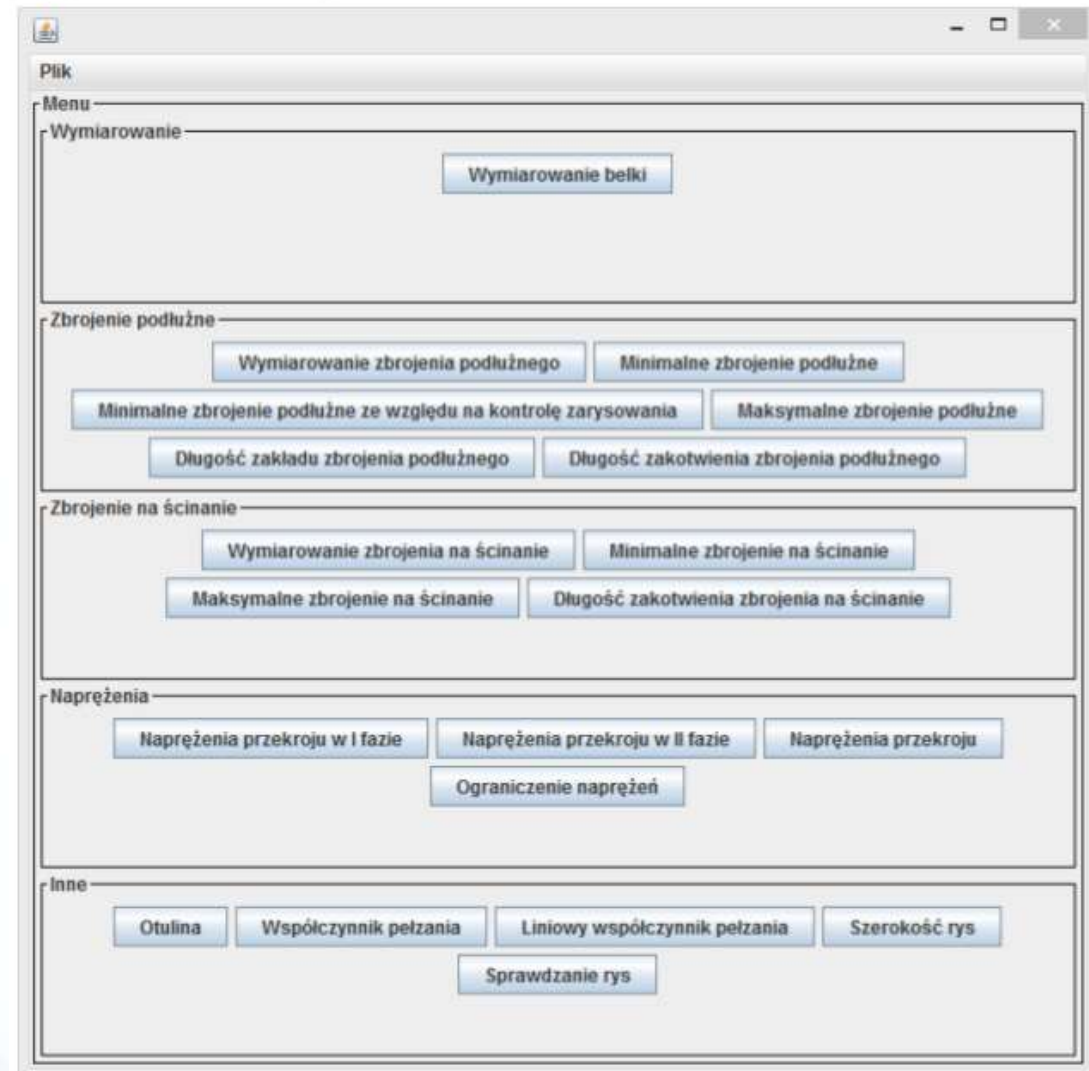 Plik
Menu
Wymiarowanie
Wymiarowanie belki
Zbrojenie podłużne
Wymiarowanie zbrojenia podłużnego Minimalne zbrojenie podłużne
Minimalne zbrojenie podłużne ze względu na kontrolę zarysowania Maksymalne zbrojenie podłużne
Długość zakładu zbrojenia podłużnego Długość zakotwienia zbrojenia podłużnego
Zbrojenie na ścinanie
Wymiarowanie zbrojenia na ścinanie Minimalne zbrojenie na ścinanie
Maksymalne zbrojenie na ścinanie Długość zakotwienia zbrojenia na ścinanie
Naprężenia
Naprężenia przekroju w I fazie Naprężenia przekroju w II fazie Naprężenia przekroju
Ograniczenie naprężeń
Inne
Otulina Współczynnik pełzania Liniowy współczynnik pełzania Szerokość rys
Sprawdzanie rys